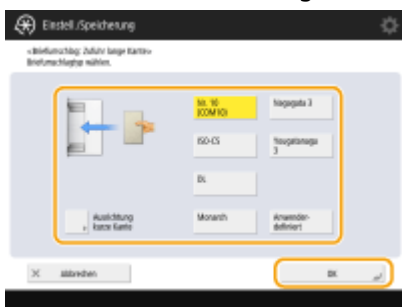 Einstell./Speicherung
<Briefumschlag: Zufuhr lange Kante>
Briefumschlagtyp wählen.
Nr. 10
(COM10)
Nagagata 3
ISO-C5
Yougatanaga
3
DL
Ausrichtung
kurze Kante
Monarch
Anwender-
definiert
Abbrechen
OK